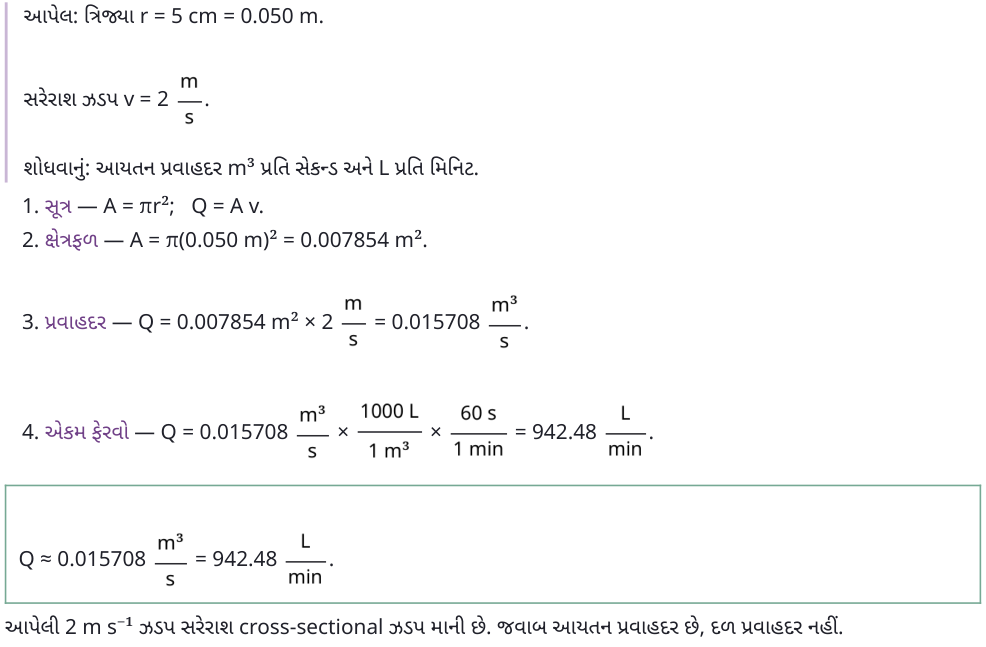 આપેલ: ત્રિજ્યા r = 5 cm = 0.050 m.
સરેરાશ ઝડપ v = 2 m/s.
શોધવાનું: આયતન પ્રવાહદર m³ પ્રતિ સેકન્ડ અને L પ્રતિ મિનિટ.
1. સૂત્ર — A = πr²; Q = A v.
2. ક્ષેત્રફળ — A = π(0.050 m)² = 0.007854 m².
3. પ્રવાહદર — Q = 0.007854 m² × 2 m/s = 0.015708 m³/s.
4. એકમ ફેરવો — Q = 0.015708 m³/s × 1000 L/1 m³ × 60 s/1 min = 942.48 L/min.
Q ≈ 0.015708 m³/s = 942.48 L/min.
આપેલી 2 m s⁻¹ ઝડપ સરેરાશ cross-sectional ઝડપ માની છે. જવાબ આયતન પ્રવાહદર છે, દળ પ્રવાહદર નહીં.